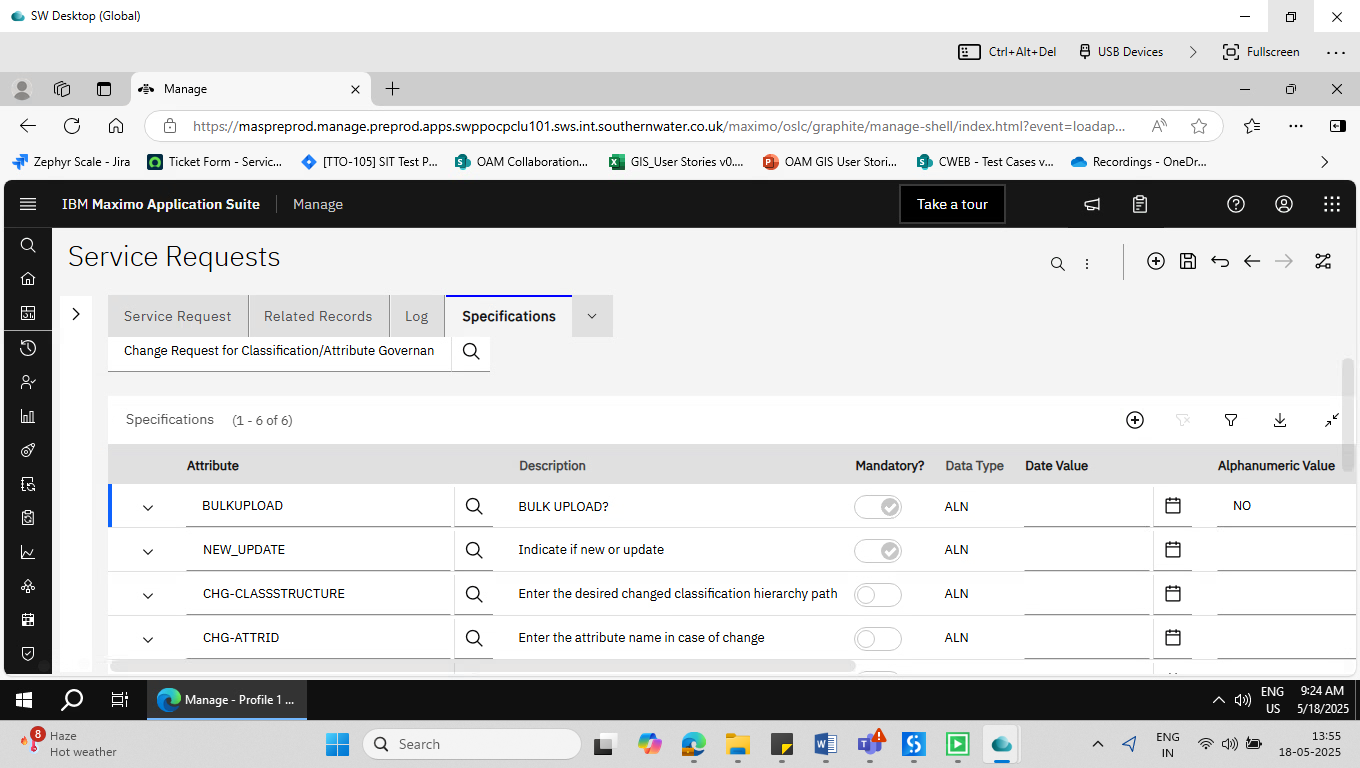 SW Desktop (Global)
Ctrl+Alt+Del USB Devices Fullscreen
Manage
https://maspreprod.manage.preprod.apps.swppocpclu101.sws.int.southernwater.co.uk/maximo/oslc/graphite/manage-shell/index.html?event=loadap...
Zephyr Scale - Jira Ticket Form - Servic... [TTO-105] SIT Test P... OAM Collaboration... GIS_User Stories v0.... OAM GIS User Stori... CWEB - Test Cases v... Recordings - OneDr...
IBM Maximo Application Suite Manage Take a tour
Service Requests
Service Request Related Records Log Specifications
Change Request for Classification/Attribute Governan
Specifications (1 - 6 of 6)
Attribute Description Mandatory? Data Type Date Value Alphanumeric Value
BULKUPLOAD BULK UPLOAD? ALN NO
NEW_UPDATE Indicate if new or update ALN
CHG-CLASSSTRUCTURE Enter the desired changed classification hierarchy path ALN
CHG-ATTRID Enter the attribute name in case of change ALN
Manage - Profile 1 ... ENG US 9:24 AM 5/18/2025
8 Haze Hot weather Search ENG IN 13:55 18-05-2025